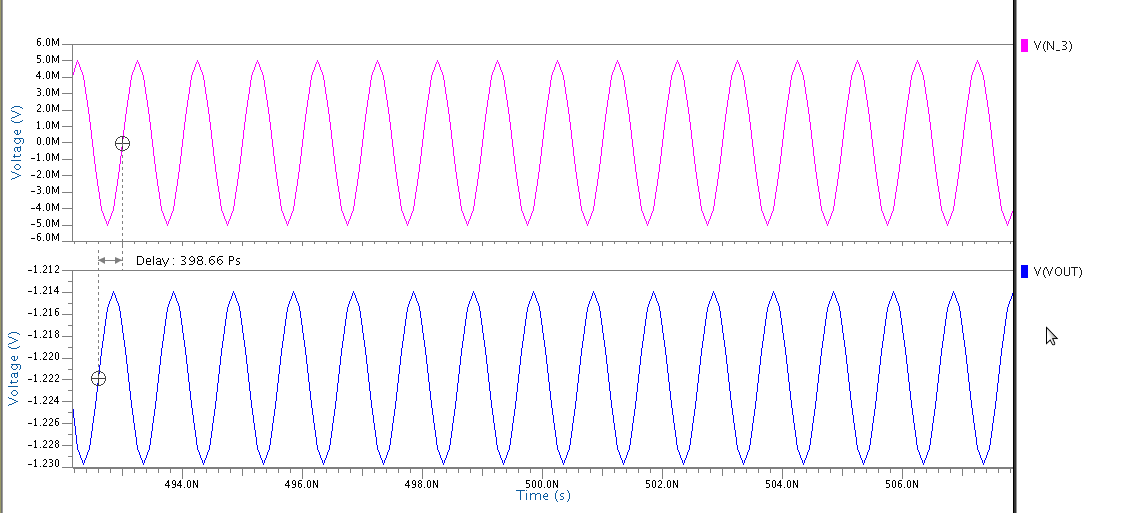 6.0M
5.0M
4.0M
3.0M
2.0M
1.0M
0.0M
-1.0M
-2.0M
-3.0M
-4.0M
-5.0M
-6.0M
Voltage (V)
V(N_3)
Delay : 398.66 Ps
-1.212
-1.214
-1.216
-1.218
-1.220
-1.222
-1.224
-1.226
-1.228
-1.230
Voltage (V)
V(VOUT)
494.0N 496.0N 498.0N 500.0N 502.0N 504.0N 506.0N
Time (s)